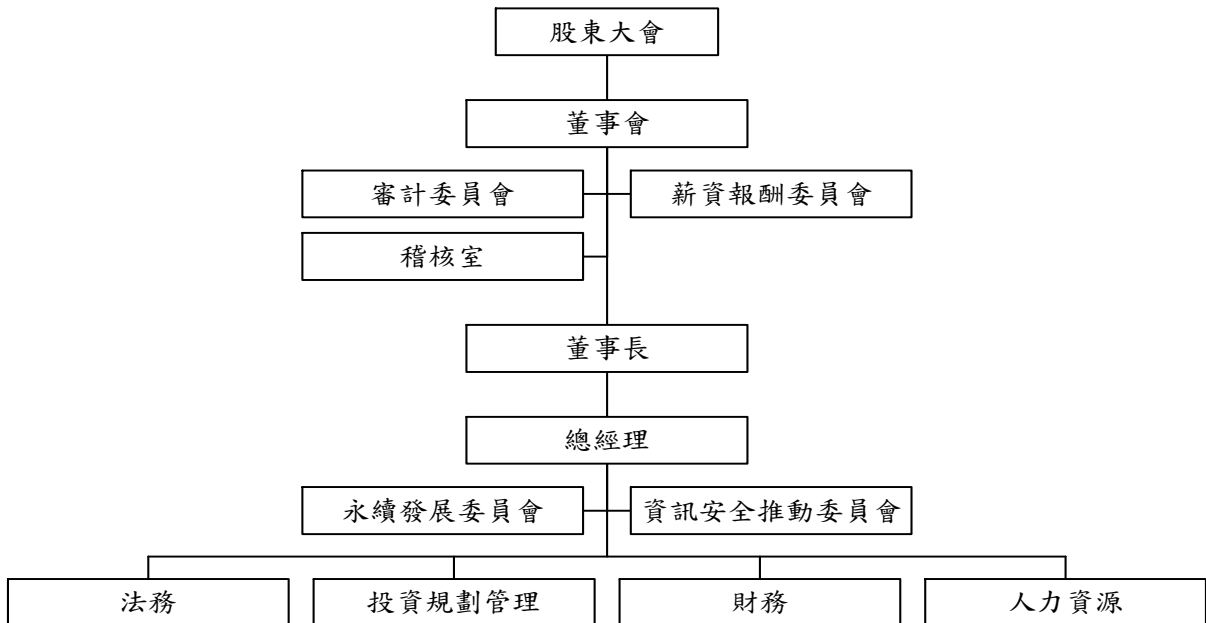 股東大會
董事會
審計委員會
薪資報酬委員會
稽核室
董事長
總經理
永續發展委員會
資訊安全推動委員會
法務
投資規劃管理
財務
人力資源